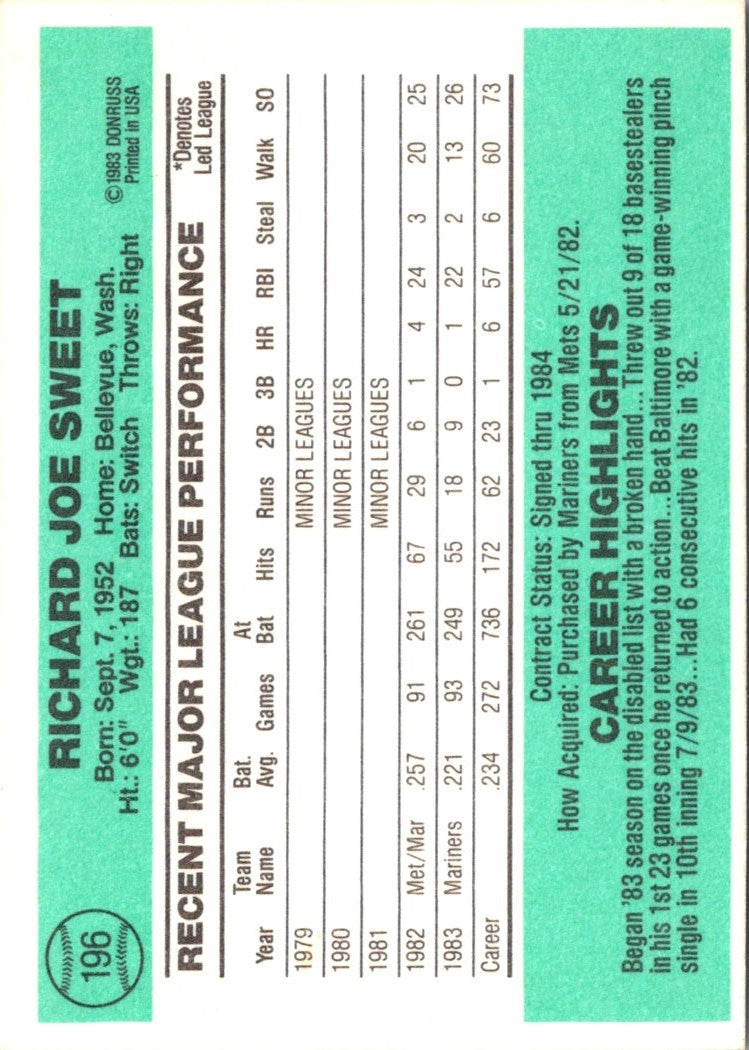 196
RICHARD JOE SWEET
Born: Sept. 7, 1952 Home: Bellevue, Wash.
Ht.: 6'0" Wgt.: 187 Bats: Switch Throws: Right
©1983 DONRUSS
Printed in USA
RECENT MAJOR LEAGUE PERFORMANCE
*Denotes
Led League
Year Team Name Bat. Avg. Games At Bat Hits Runs 2B 3B HR RBI Steal Walk SO
1979 MINOR LEAGUES
1980 MINOR LEAGUES
1981 MINOR LEAGUES
1982 Met/Mar .257 91 261 67 29 6 1 4 24 3 20 25
1983 Mariners .221 93 249 55 18 9 0 1 22 2 13 26
Career .234 272 736 172 62 23 1 6 57 6 60 73
Contract Status: Signed thru 1984
How Acquired: Purchased by Mariners from Mets 5/21/82.
CAREER HIGHLIGHTS
Began '83 season on the disabled list with a broken hand...Threw out 9 of 18 basestealers
in his 1st 23 games once he returned to action...Beat Baltimore with a game-winning pinch
single in 10th inning 7/9/83...Had 6 consecutive hits in '82.